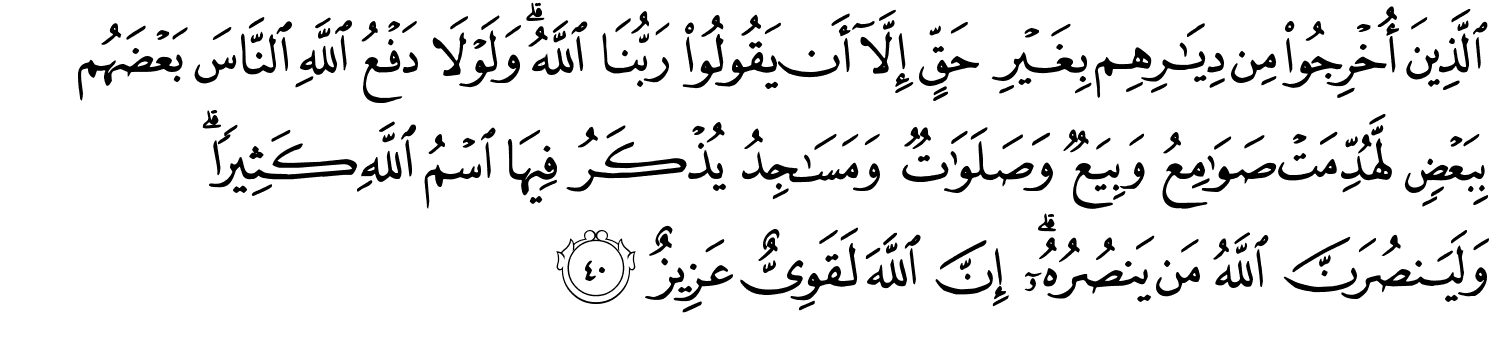 ٱلَّذِينَ أُخْرِجُوا۟ مِن دِيَـٰرِهِم بِغَيْرِ حَقٍّ إِلَّآ أَن يَقُولُوا۟ رَبُّنَا ٱللَّهُ ۗ وَلَوْلَا دَفْعُ ٱللَّهِ ٱلنَّاسَ بَعْضَهُم
بِبَعْضٍ لَّهُدِّمَتْ صَوَٰمِعُ وَبِيَعٌ وَصَلَوَٰتٌ وَمَسَـٰجِدُ يُذْكَرُ فِيهَا ٱسْمُ ٱللَّهِ كَثِيرًا ۗ
وَلَيَنصُرَنَّ ٱللَّهُ مَن يَنصُرُهُۥٓ ۗ إِنَّ ٱللَّهَ لَقَوِىٌّ عَزِيزٌ ٤٠